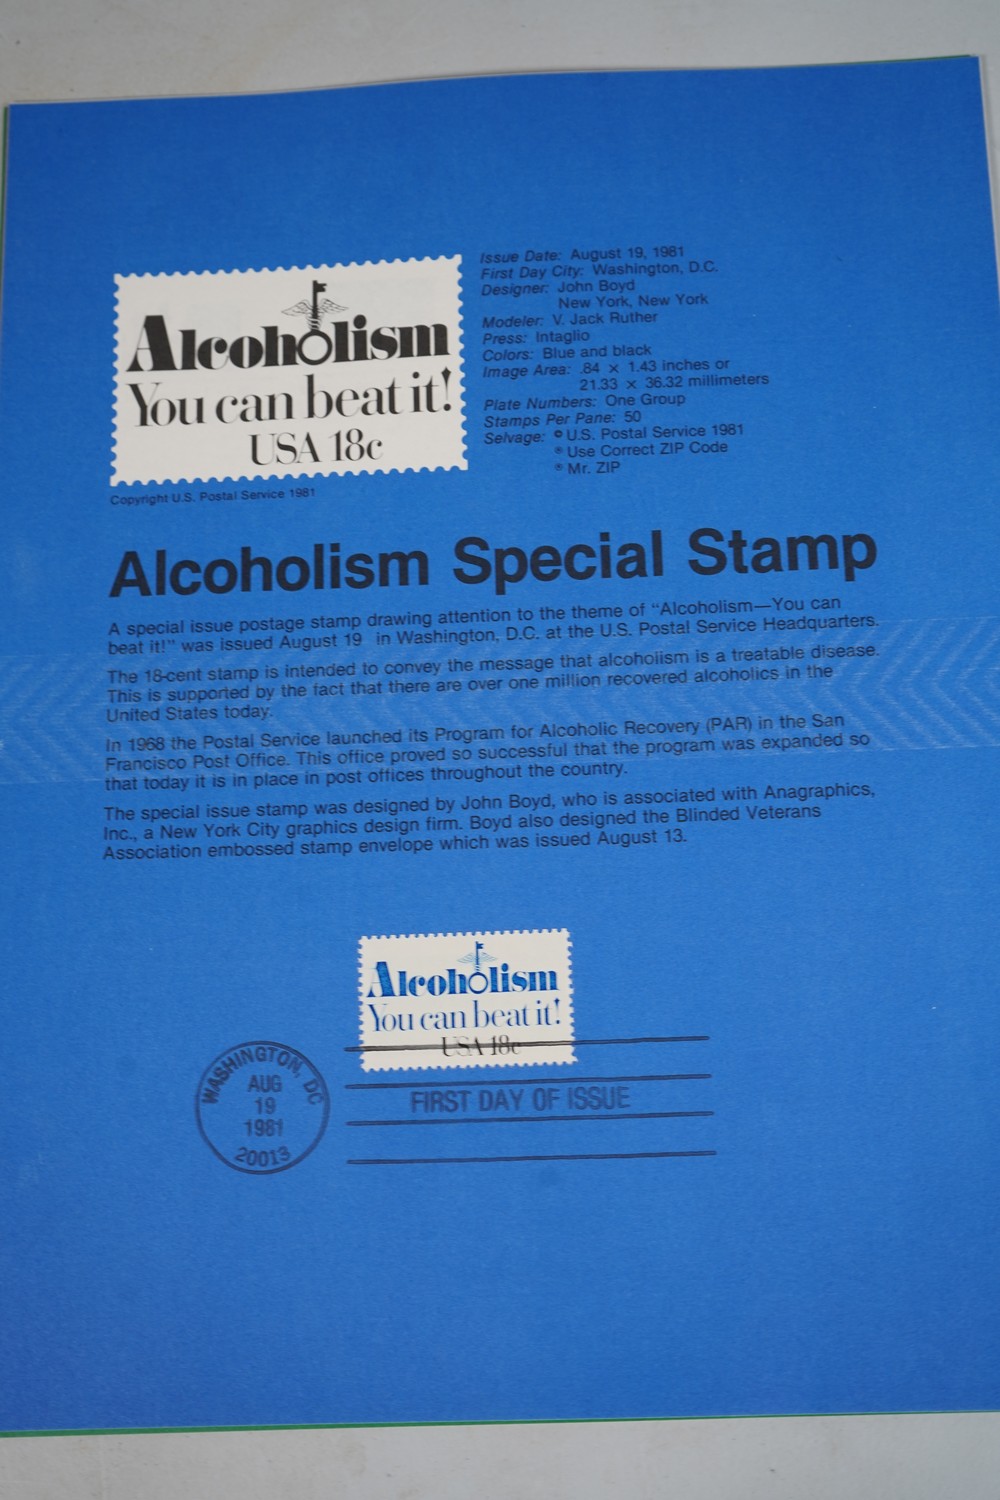 Alcoholism
You can beat it!
USA 18c
Copyright U.S. Postal Service 1981
Issue Date: August 19, 1981
First Day City: Washington, D.C.
Designer: John Boyd
New York, New York
Modeler: V. Jack Ruther
Press: Intaglio
Colors: Blue and black
Image Area: .84 × 1.43 inches or
21.33 × 36.32 millimeters
Plate Numbers: One Group
Stamps Per Pane: 50
Selvage: © U.S. Postal Service 1981
® Use Correct ZIP Code
® Mr. ZIP
Alcoholism Special Stamp
A special issue postage stamp drawing attention to the theme of "Alcoholism—You can
beat it!" was issued August 19 in Washington, D.C. at the U.S. Postal Service Headquarters.
The 18-cent stamp is intended to convey the message that alcoholism is a treatable disease.
This is supported by the fact that there are over one million recovered alcoholics in the
United States today.
In 1968 the Postal Service launched its Program for Alcoholic Recovery (PAR) in the San
Francisco Post Office. This office proved so successful that the program was expanded so
that today it is in place in post offices throughout the country.
The special issue stamp was designed by John Boyd, who is associated with Anagraphics,
Inc., a New York City graphics design firm. Boyd also designed the Blinded Veterans
Association embossed stamp envelope which was issued August 13.
Alcoholism
You can beat it!
USA 18c
WASHINGTON, DC
AUG
19
1981
20013
FIRST DAY OF ISSUE